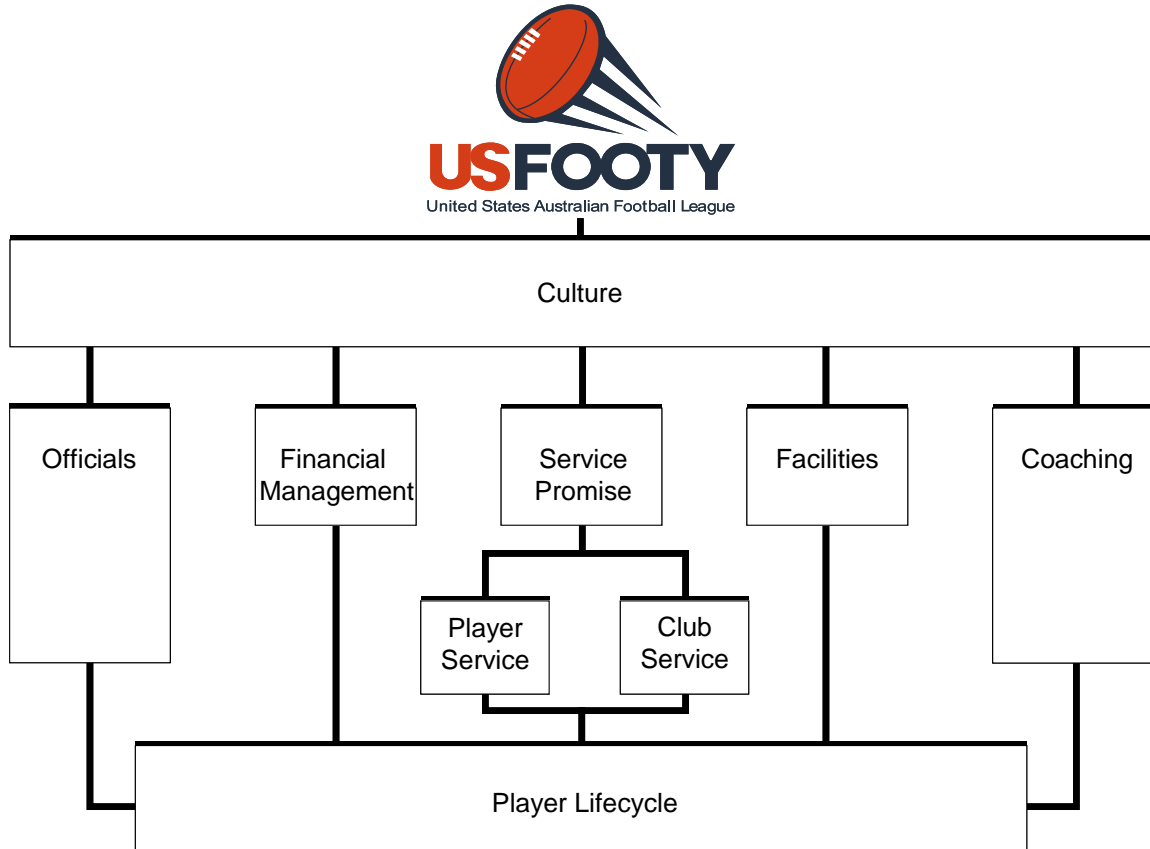 USFOOTY
United States Australian Football League
Culture
Officials
Financial
Management
Service
Promise
Facilities
Coaching
Player
Service
Club
Service
Player Lifecycle